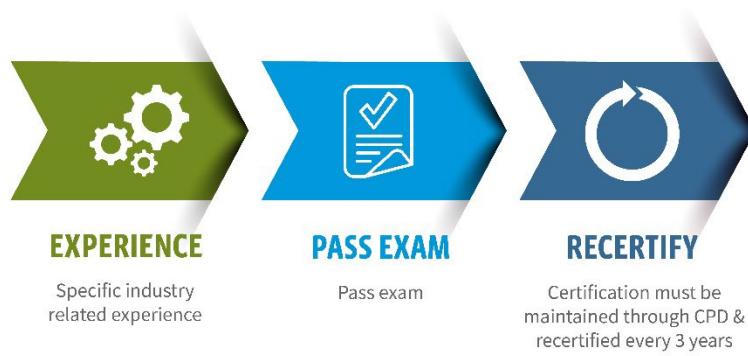 EXPERIENCE
Specific industry
related experience
PASS EXAM
Pass exam
RECERTIFY
Certification must be
maintained through CPD &
recertified every 3 years